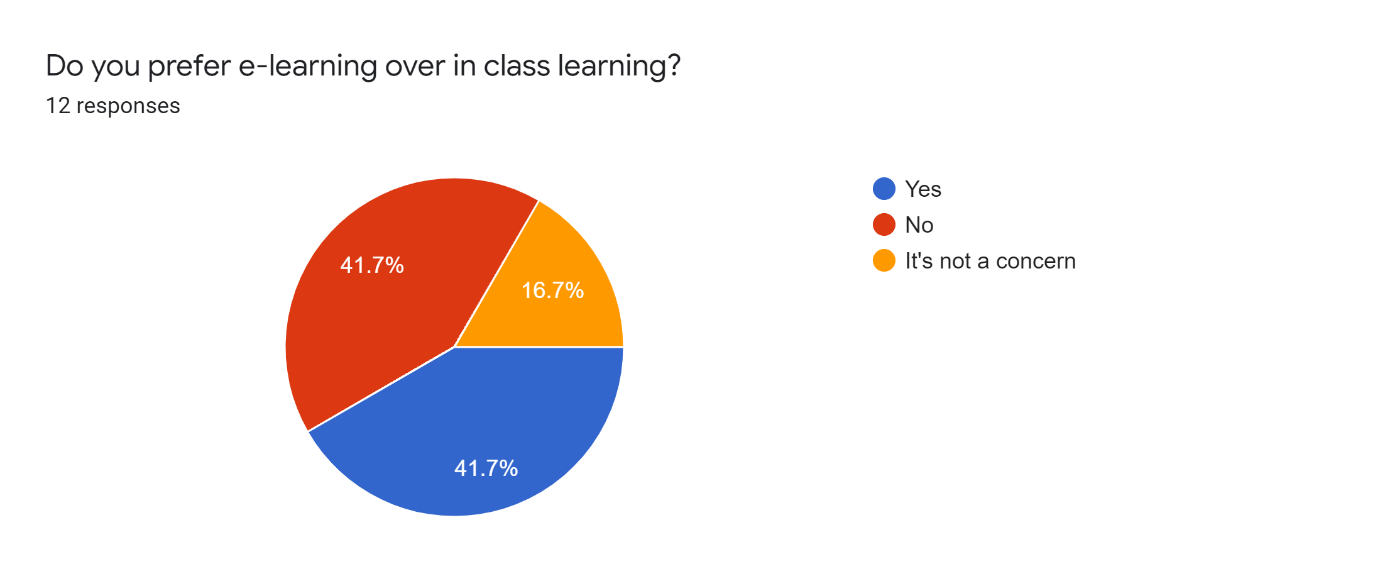 Do you prefer e-learning over in class learning?
12 responses
Yes
No
It's not a concern
41.7%
16.7%
41.7%